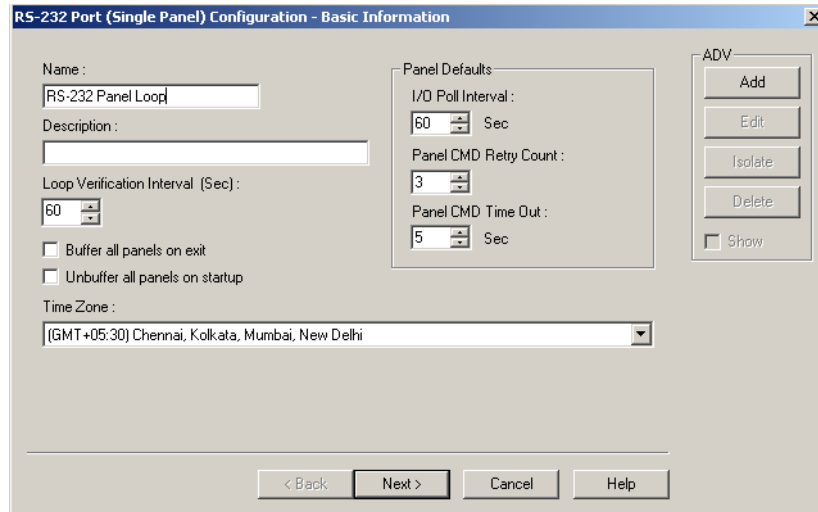 RS-232 Port (Single Panel) Configuration - Basic Information
Name :
RS-232 Panel Loop
Description :
Loop Verification Interval (Sec) :
60
Buffer all panels on exit
Unbuffer all panels on startup
Time Zone :
(GMT+05:30) Chennai, Kolkata, Mumbai, New Delhi
Panel Defaults
I/O Poll Interval :
60 Sec
Panel CMD Retry Count :
3
Panel CMD Time Out :
5 Sec
ADV
Add
Edit
Isolate
Delete
Show
< Back
Next >
Cancel
Help